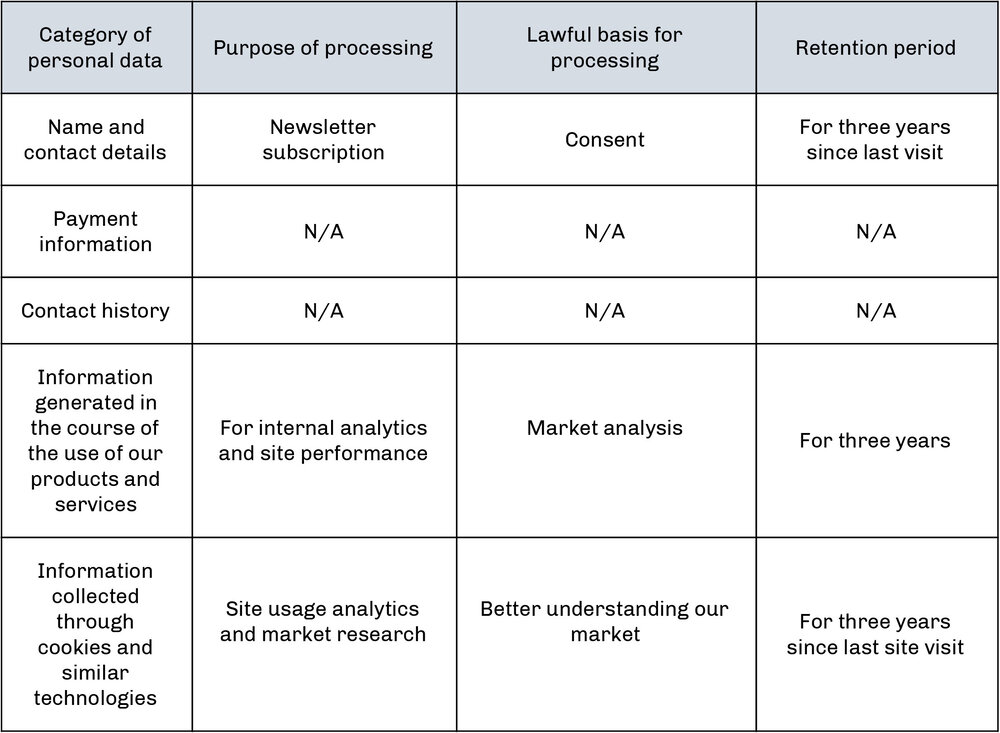 Category of
personal data
Purpose of processing
Lawful basis for
processing
Retention period
Name and
contact details
Newsletter
subscription
Consent
For three years
since last visit
Payment
information
N/A
N/A
N/A
Contact history
N/A
N/A
N/A
Information
generated in
the course of
the use of our
products and
services
For internal analytics
and site performance
Market analysis
For three years
Information
collected
through
cookies and
similar
technologies
Site usage analytics
and market research
Better understanding our
market
For three years
since last site visit